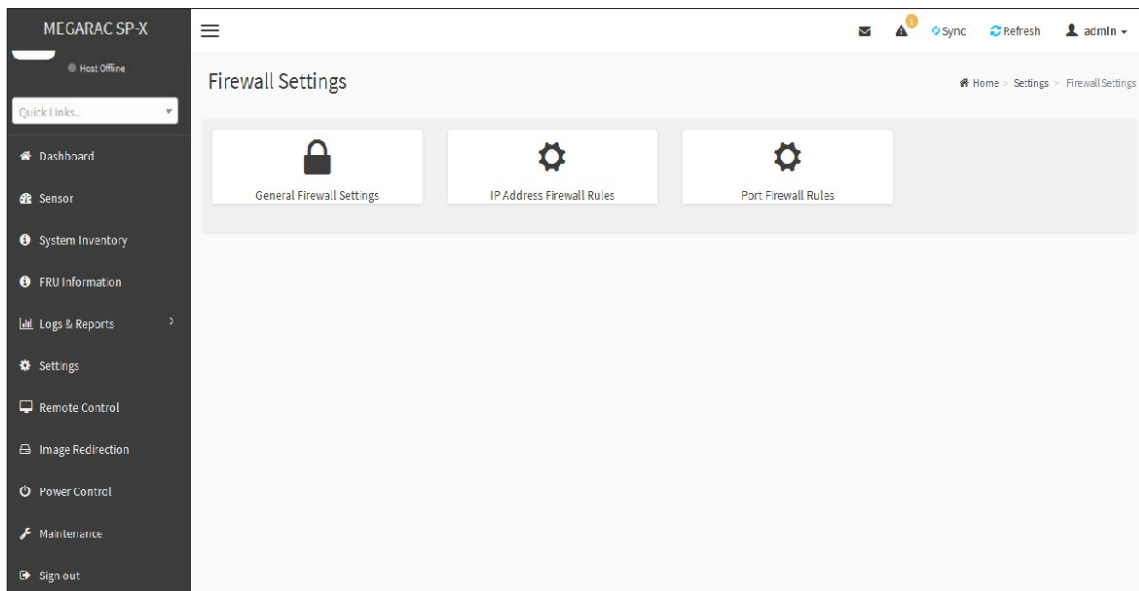 MEGARAC SP-X
Host Offline
Quick Links...
Dashboard
Sensor
System Inventory
FRU Information
Logs & Reports
Settings
Remote Control
Image Redirection
Power Control
Maintenance
Sign out
1
Sync
Refresh
admin
Firewall Settings
Home > Settings > Firewall Settings
General Firewall Settings
IP Address Firewall Rules
Port Firewall Rules